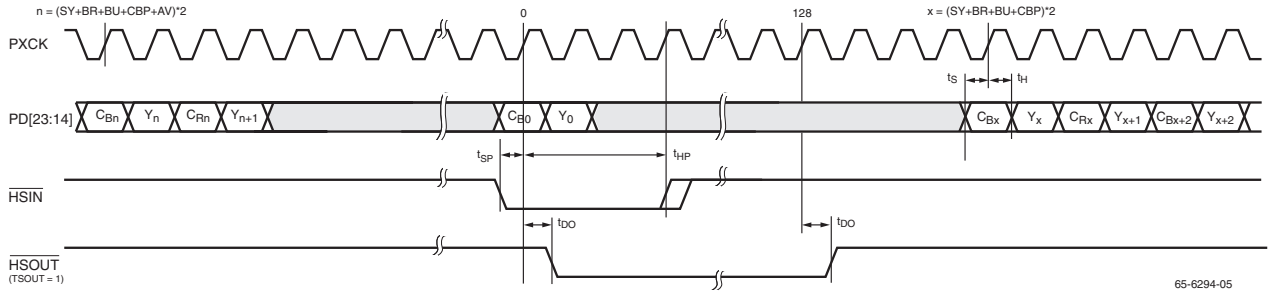 n = (SY+BR+BU+CBP+AV)*2 0 128 x = (SY+BR+BU+CBP)*2
PXCK
tS tH
PD[23:14] CBn Yn CRn Yn+1 CB0 Y0 CBx Yx CRx Yx+1 CBx+2 Yx+2
tSP tHP
HSIN
tDO tDO
HSOUT
(TSOUT = 1)
65-6294-05